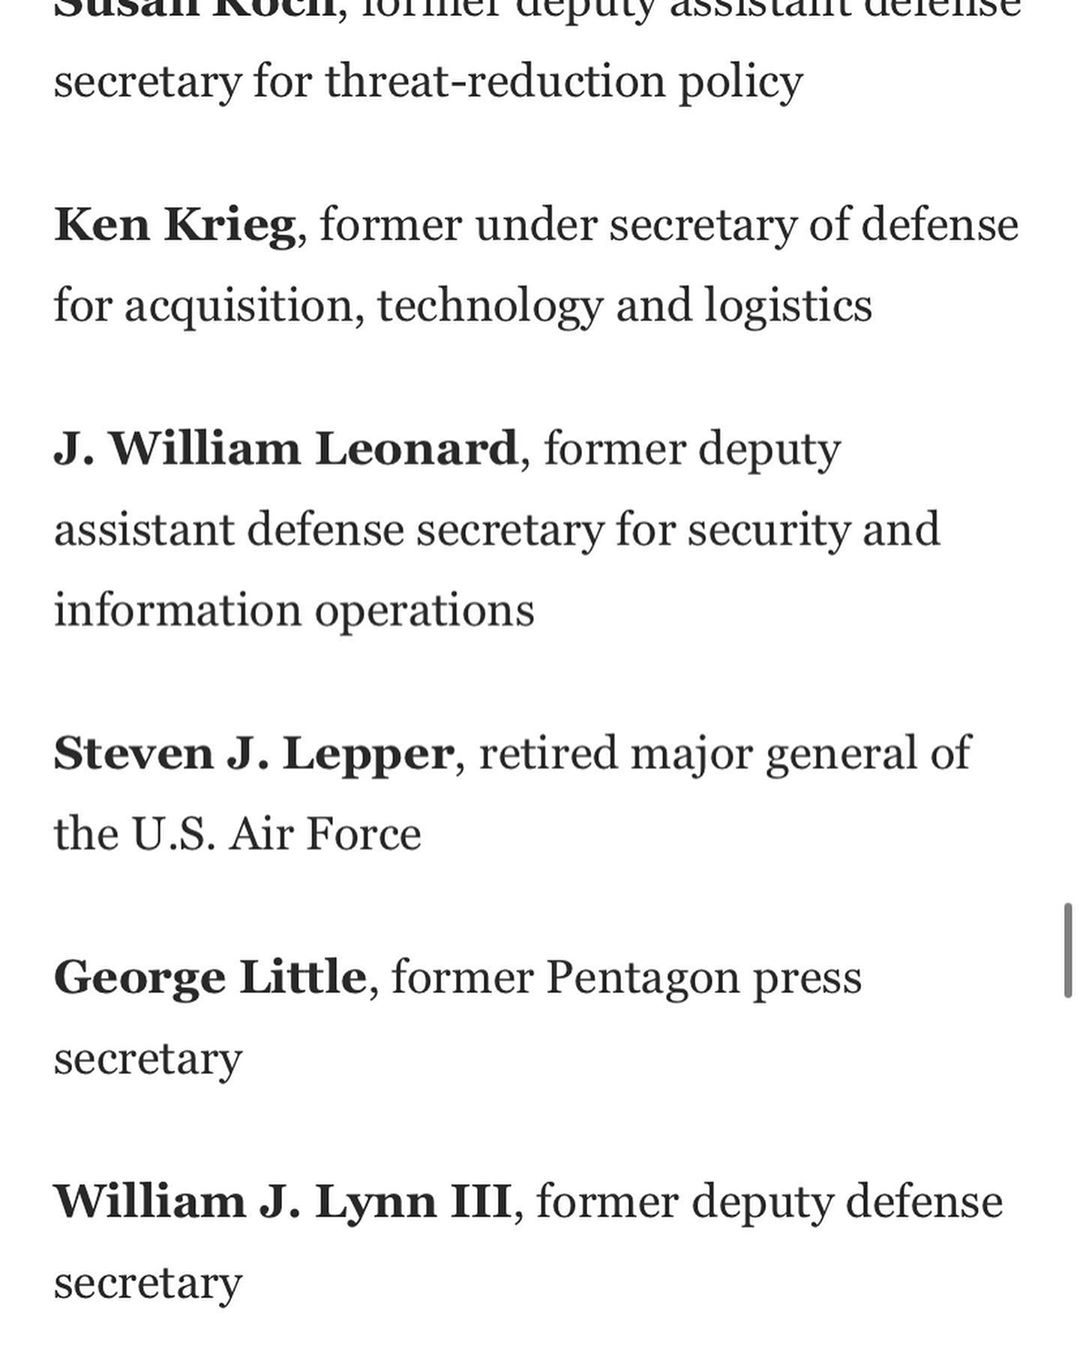 Susan Koch, former deputy assistant defense
secretary for threat-reduction policy
Ken Krieg, former under secretary of defense
for acquisition, technology and logistics
J. William Leonard, former deputy
assistant defense secretary for security and
information operations
Steven J. Lepper, retired major general of
the U.S. Air Force
George Little, former Pentagon press
secretary
William J. Lynn III, former deputy defense
secretary